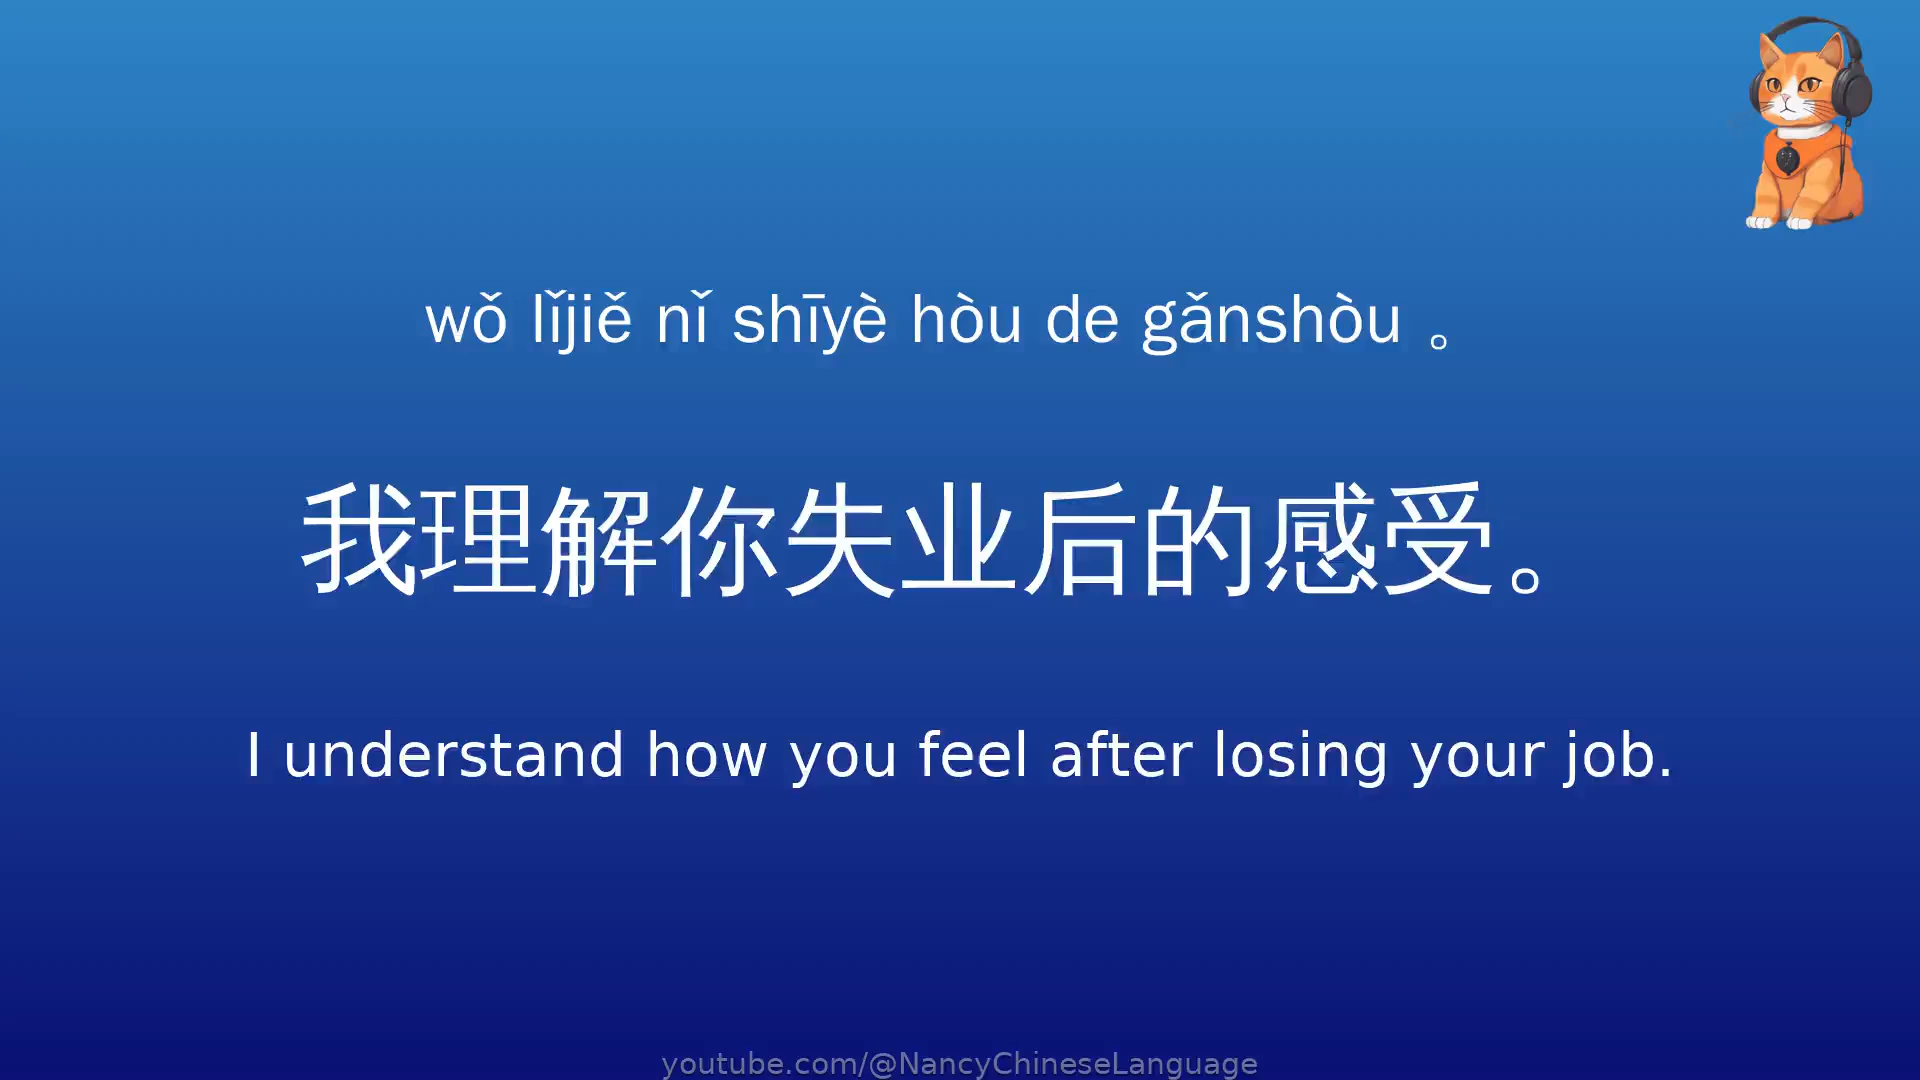 wǒ lǐjiě nǐ shīyè hòu de gǎnshòu 。
我理解你失业后的感受。
I understand how you feel after losing your job.
youtube.com/@NancyChineseLanguage